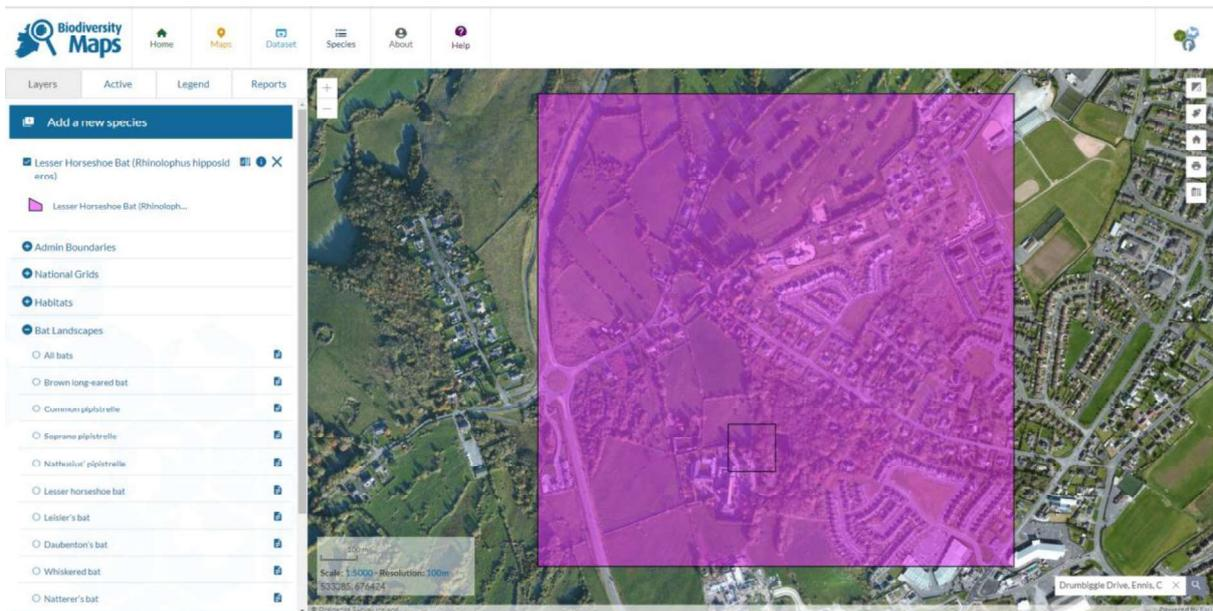 Biodiversity
Maps
Home
Maps
Dataset
Species
About
Help
Layers
Active
Legend
Reports
Add a new species
Lesser Horseshoe Bat (Rhinolophus hipposid
eros)
Lesser Horseshoe Bat (Rhinoloph...
Admin Boundaries
National Grids
Habitats
Bat Landscapes
All bats
Brown long-eared bat
Common pipistrelle
Soprano pipistrelle
Nathusius' pipistrelle
Lesser horseshoe bat
Leisler's bat
Daubenton's bat
Whiskered bat
Natterer's bat
100 m
Scale: 1:5000 - Resolution: 100m
533285, 676424
Drumbiggle Drive, Ennis, C